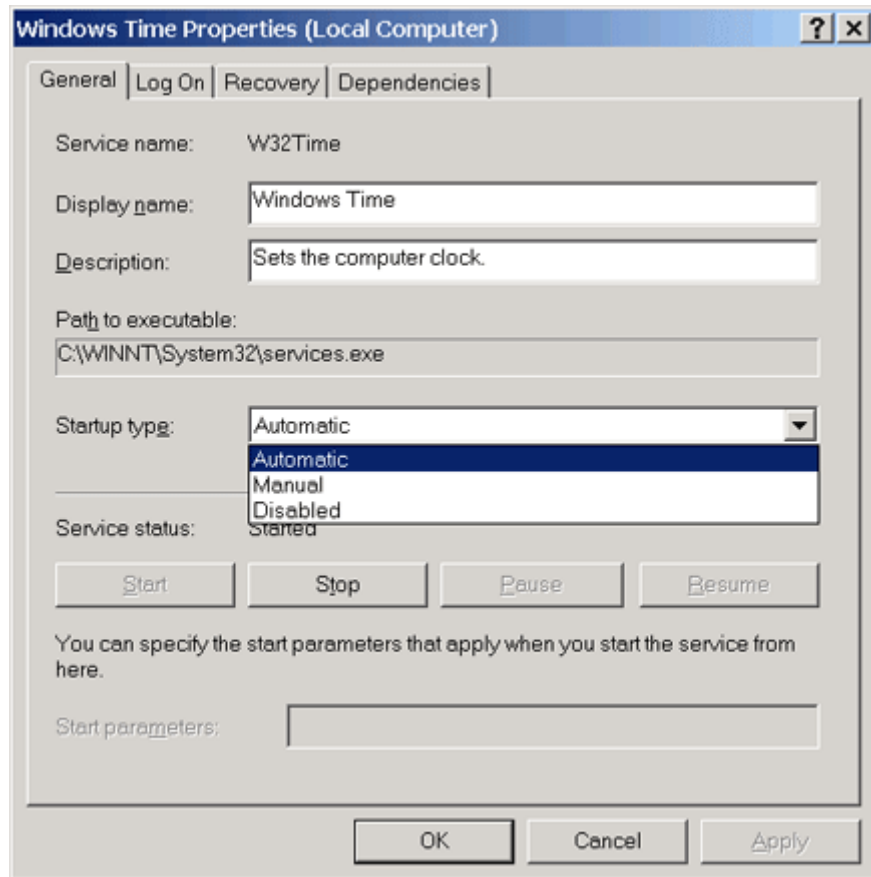 Windows Time Properties (Local Computer)
General Log On Recovery Dependencies
Service name: W32Time
Display name: Windows Time
Description: Sets the computer clock.
Path to executable:
C:\WINNT\System32\services.exe
Startup type: Automatic
Automatic
Manual
Disabled
Service status: Started
Start Stop Pause Resume
You can specify the start parameters that apply when you start the service from
here.
Start parameters:
OK Cancel Apply